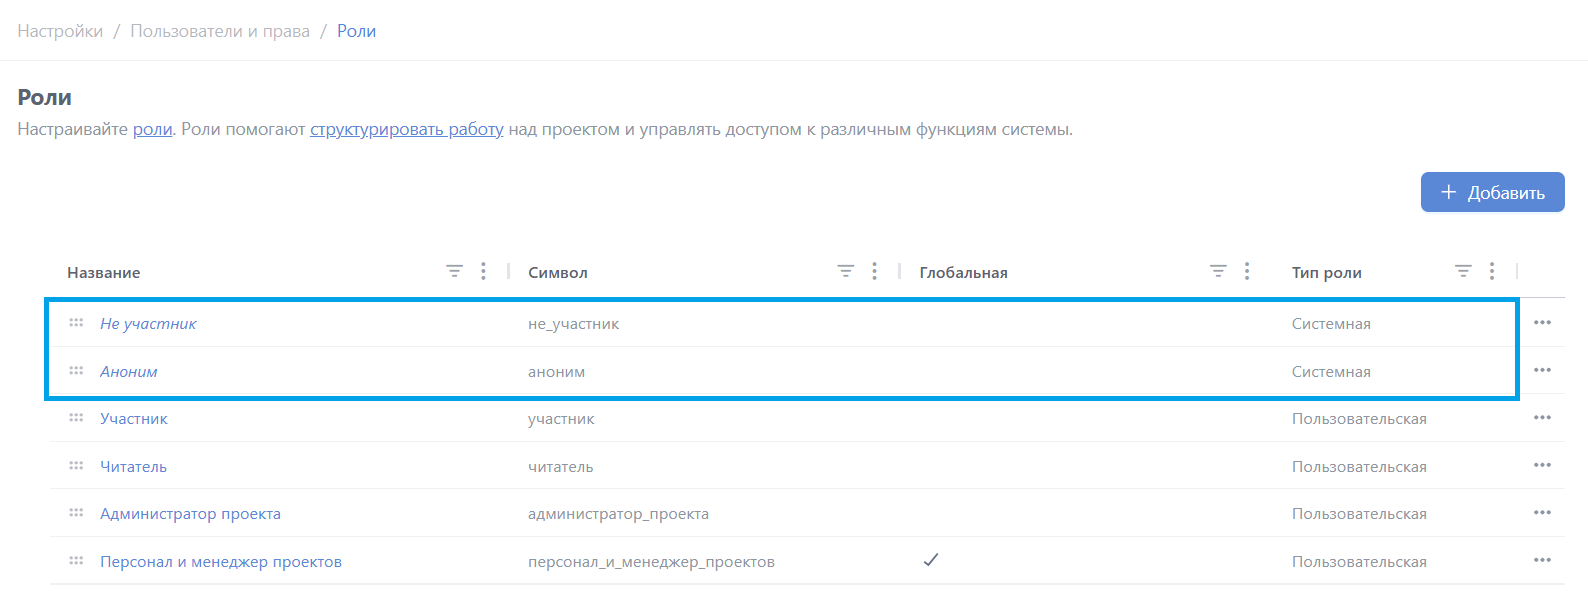 Настройки / Пользователи и права / Роли
Роли
Настраивайте роли. Роли помогают структурировать работу над проектом и управлять доступом к различным функциям системы.
+ Добавить
Название Символ Глобальная Тип роли
Не участник не_участник Системная
Аноним аноним Системная
Участник участник Пользовательская
Читатель читатель Пользовательская
Администратор проекта администратор_проекта Пользовательская
Персонал и менеджер проектов персонал_и_менеджер_проектов ✓ Пользовательская